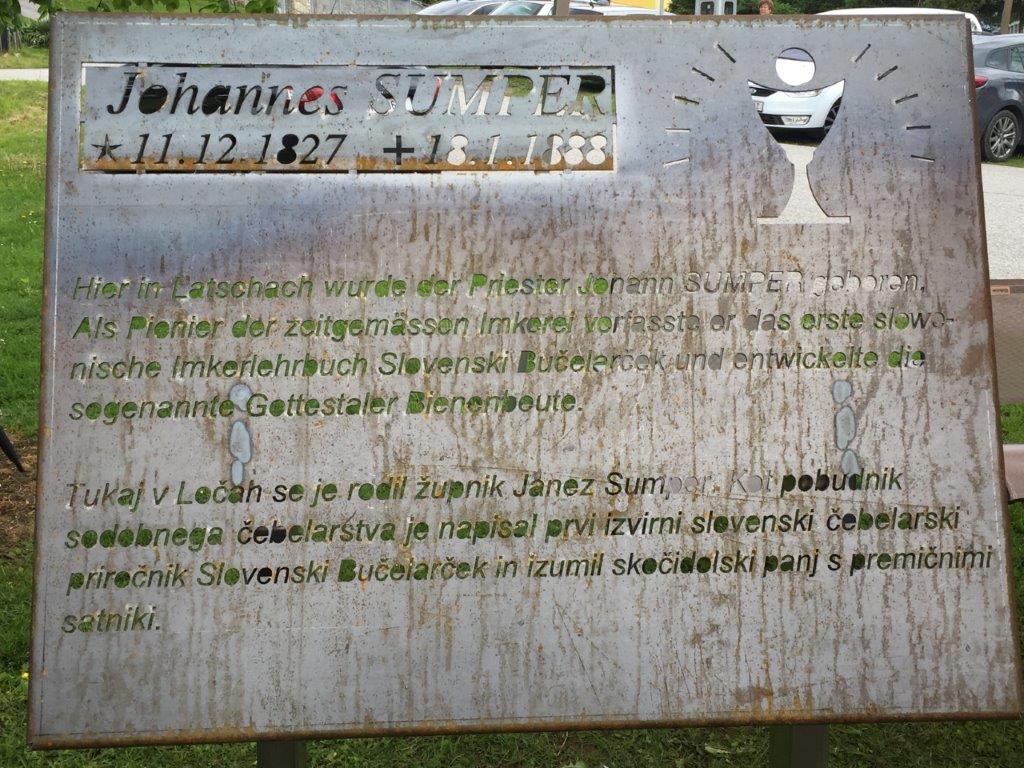 Johannes SUMPER
★ 11.12.1827 + 18.1.1888
Hier in Latschach wurde der Priester Johann SUMPER geboren.
Als Pionier der zeitgemässen Imkerei verfasste er das erste slowe-
nische Imkerlehrbuch Slovenski Bučelarček und entwickelte die
sogenannte Gottestaler Bienenbeute.
Tukaj v Ločah se je rodil župnik Janez Sumper. Kot pobudnik
sodobnega čebelarstva je napisal prvi izvirni slovenski čebelarski
priročnik Slovenski Bučelarček in izumil skočidolski panj s premičnimi
satniki.